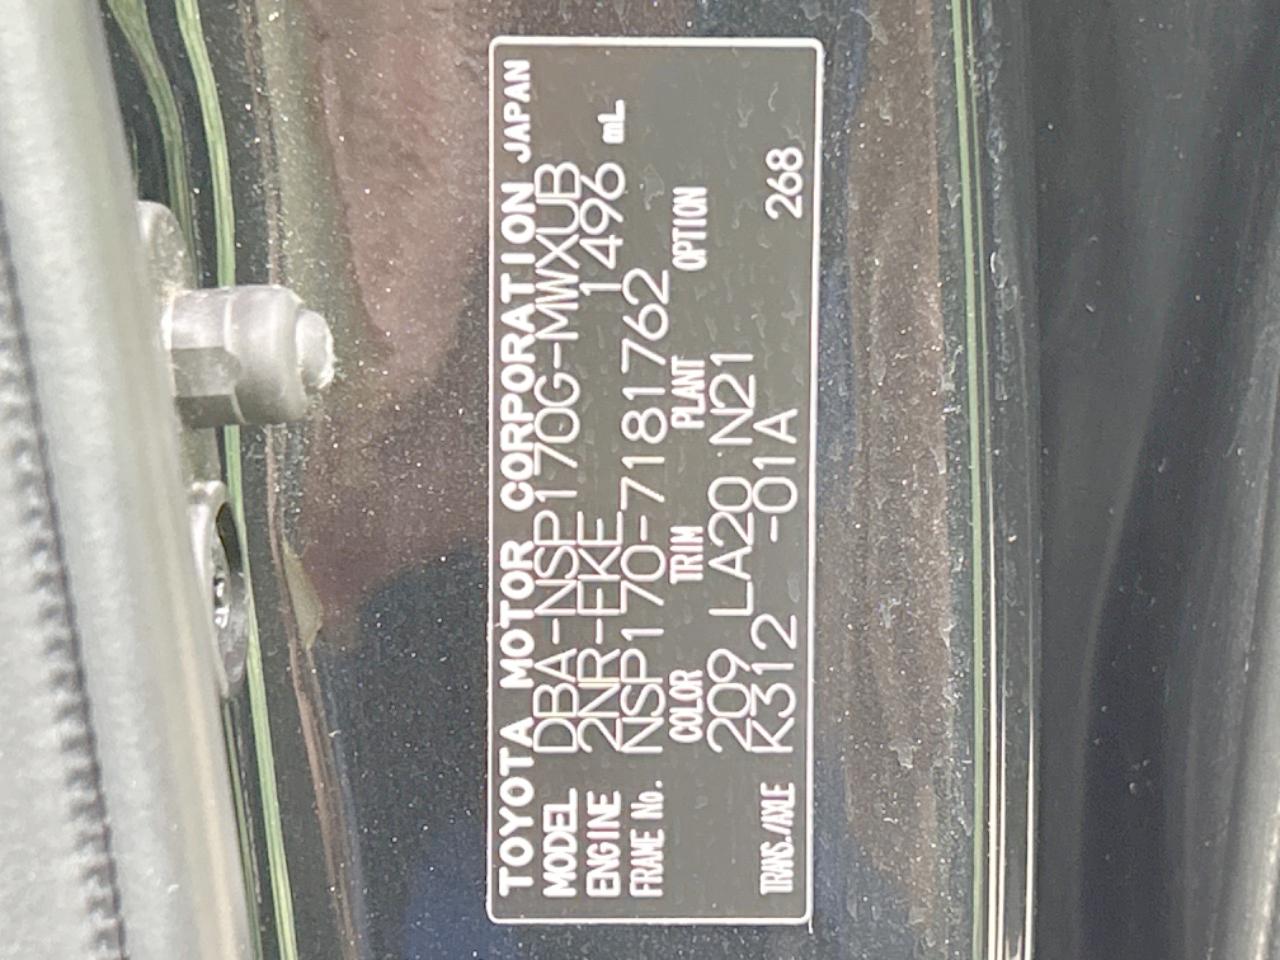 TOYOTA MOTOR CORPORATION JAPAN
MODEL DBA-NSP170G-MWXUB
ENGINE 2NR-FKE 1496 mL
FRAME No. NSP170-7181762
COLOR TRIM PLANT OPTION
209 LA20 N21
TRANS./AXLE K312 -01A 268